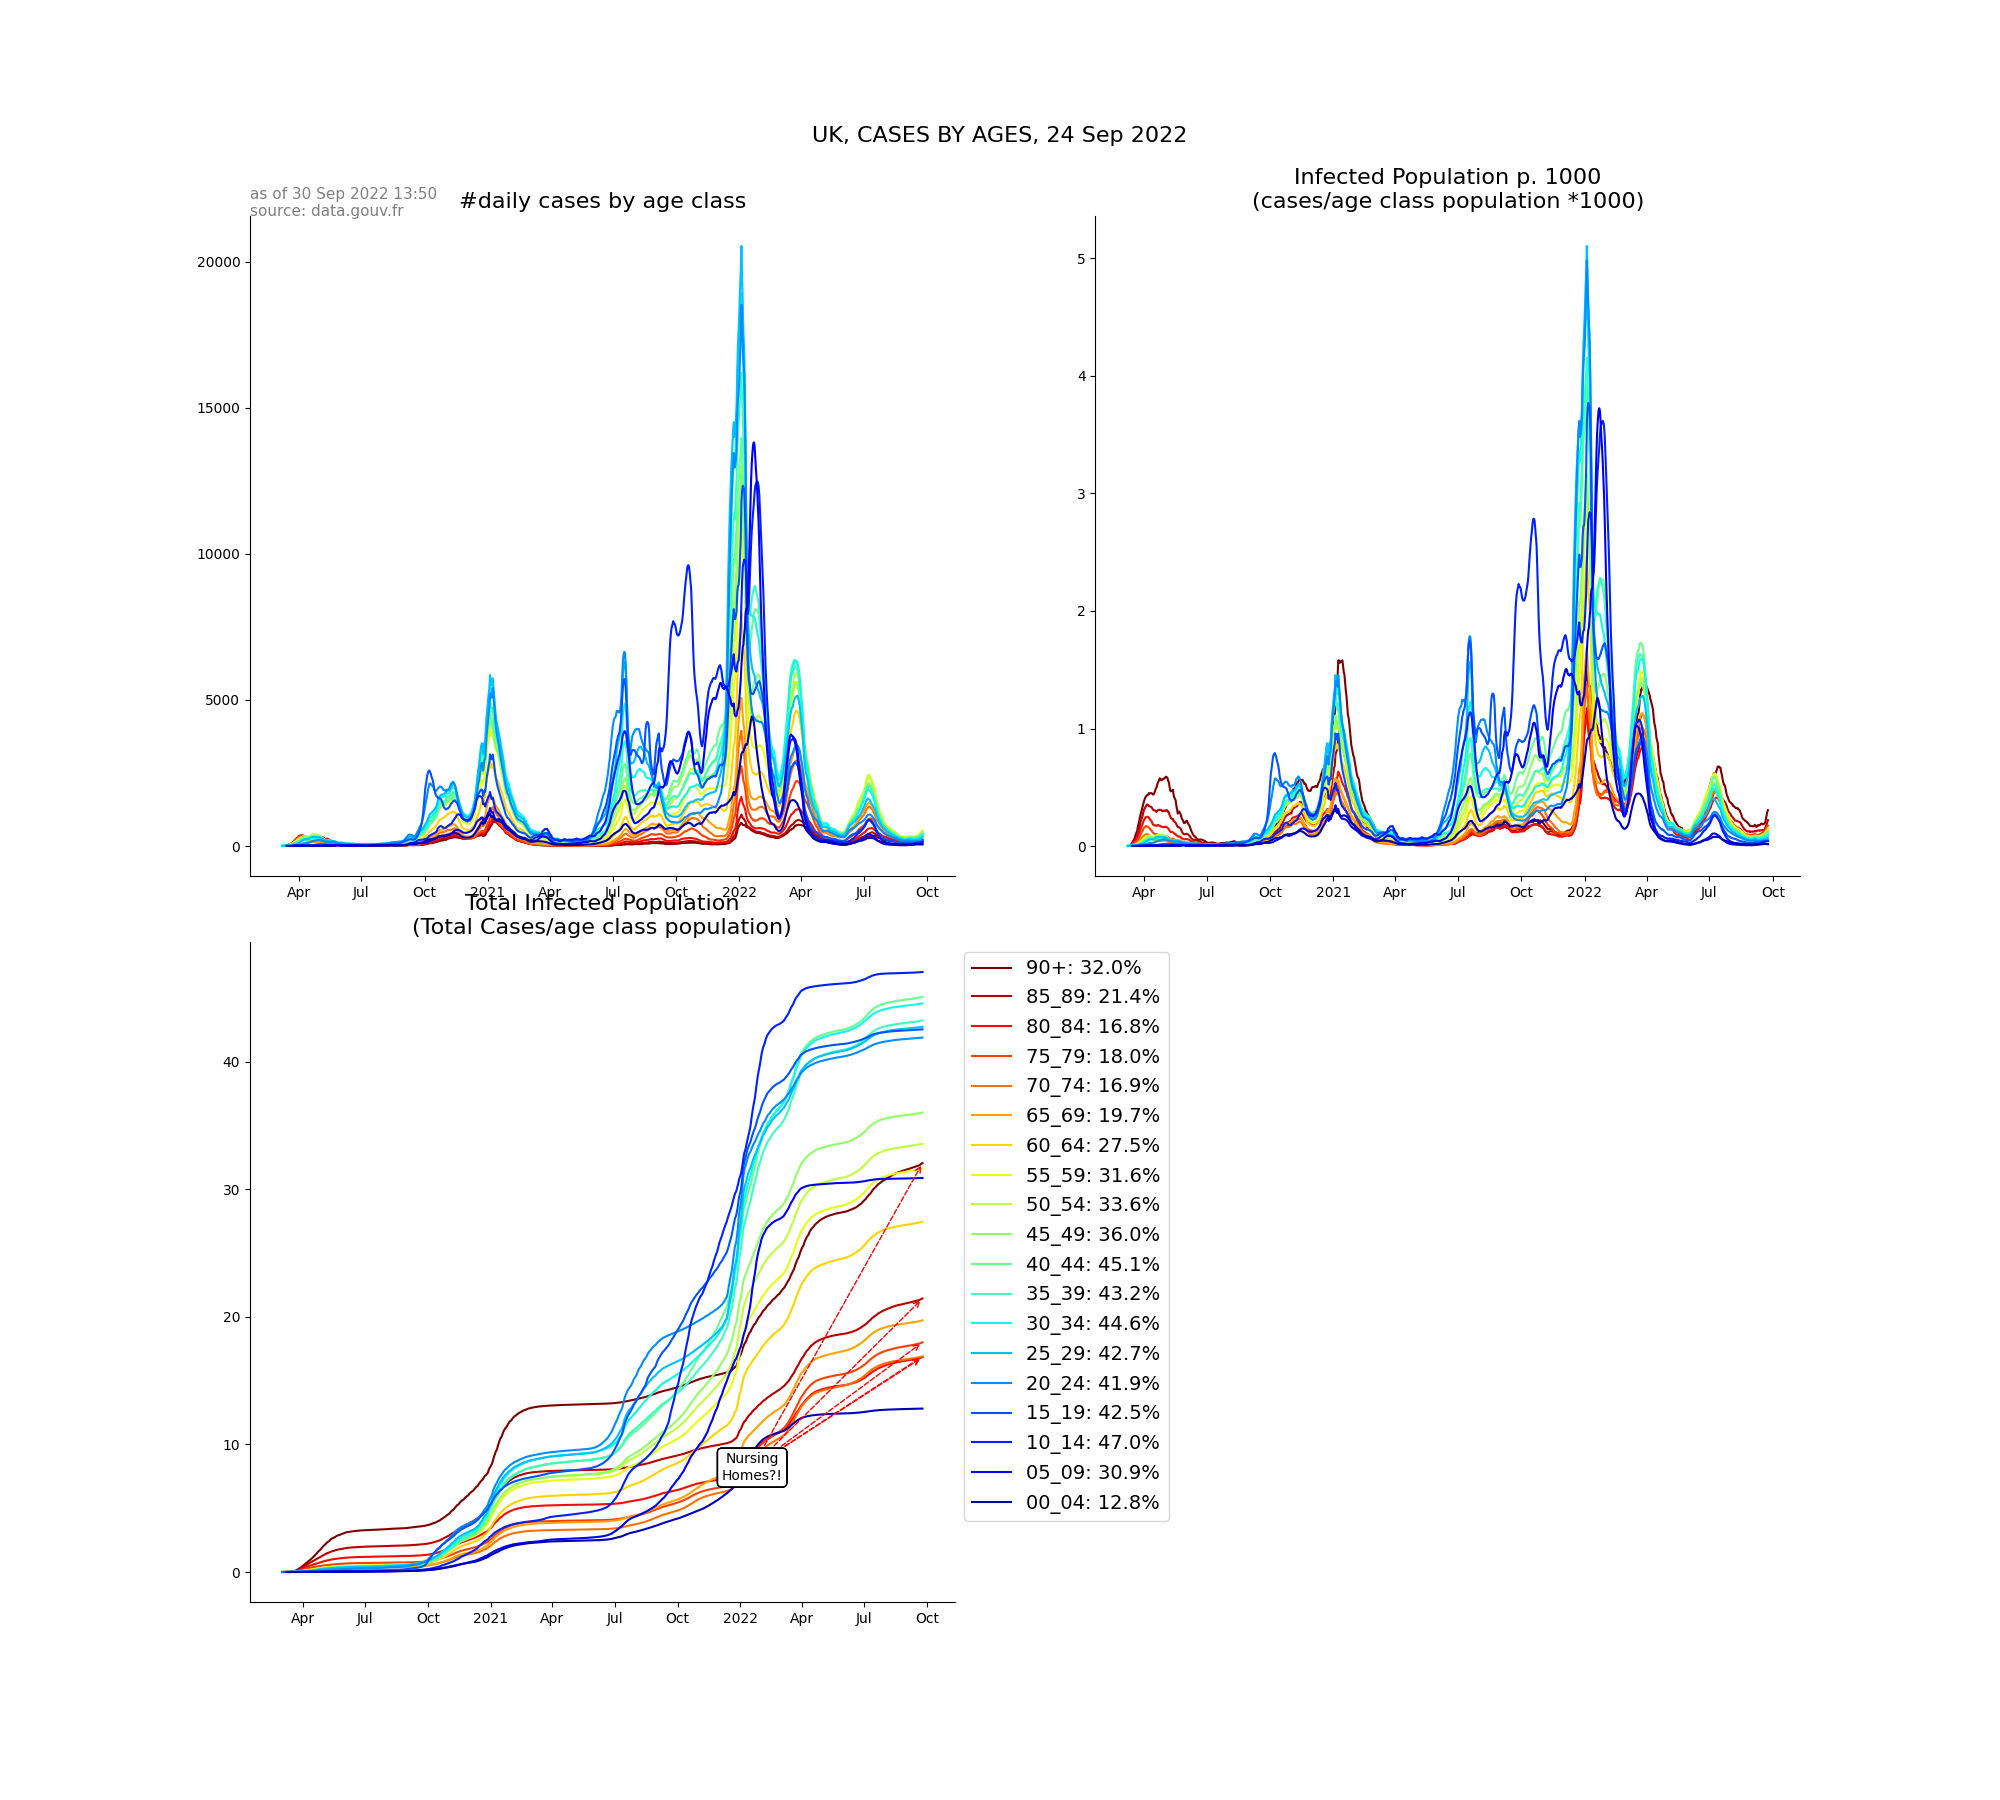 UK, CASES BY AGES, 24 Sep 2022
as of 30 Sep 2022 13:50
source: data.gouv.fr
#daily cases by age class
20000
15000
10000
5000
0
Apr Jul Oct 2021 Apr Jul Oct 2022 Apr Jul Oct
Infected Population p. 1000
(cases/age class population *1000)
5
4
3
2
1
0
Apr Jul Oct 2021 Apr Jul Oct 2022 Apr Jul Oct
Total Infected Population
(Total Cases/age class population)
40
30
20
10
0
Nursing
Homes?!
Apr Jul Oct 2021 Apr Jul Oct 2022 Apr Jul Oct
90+: 32.0%
85_89: 21.4%
80_84: 16.8%
75_79: 18.0%
70_74: 16.9%
65_69: 19.7%
60_64: 27.5%
55_59: 31.6%
50_54: 33.6%
45_49: 36.0%
40_44: 45.1%
35_39: 43.2%
30_34: 44.6%
25_29: 42.7%
20_24: 41.9%
15_19: 42.5%
10_14: 47.0%
05_09: 30.9%
00_04: 12.8%